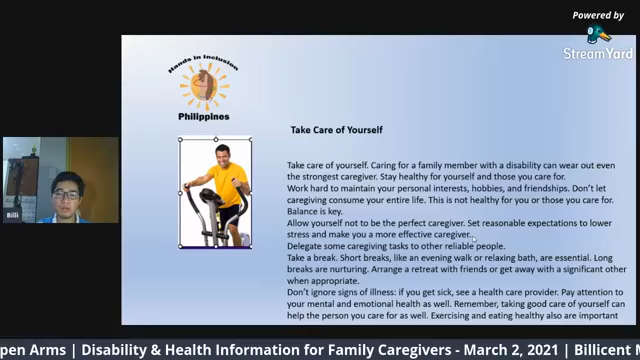 Powered by
StreamYard
Hands in Inclusion
Philippines
Take Care of Yourself
Take care of yourself. Caring for a family member with a disability can wear out even
the strongest caregiver. Stay healthy for yourself and those you care for.
Work hard to maintain your personal interests, hobbies, and friendships. Don't let
caregiving consume your entire life. This is not healthy for you or those you care for.
Balance is key.
Allow yourself not to be the perfect caregiver. Set reasonable expectations to lower
stress and make you a more effective caregiver.
Delegate some caregiving tasks to other reliable people.
Take a break. Short breaks, like an evening walk or relaxing bath, are essential. Long
breaks are nurturing. Arrange a retreat with friends or get away with a significant other
when appropriate.
Don't ignore signs of illness: if you get sick, see a health care provider. Pay attention to
your mental and emotional health as well. Remember, taking good care of yourself can
help the person you care for as well. Exercising and eating healthy also are important
Billi
pen Arms | Disability & Health Information for Family Caregivers - March 2, 2021 | Billicent M